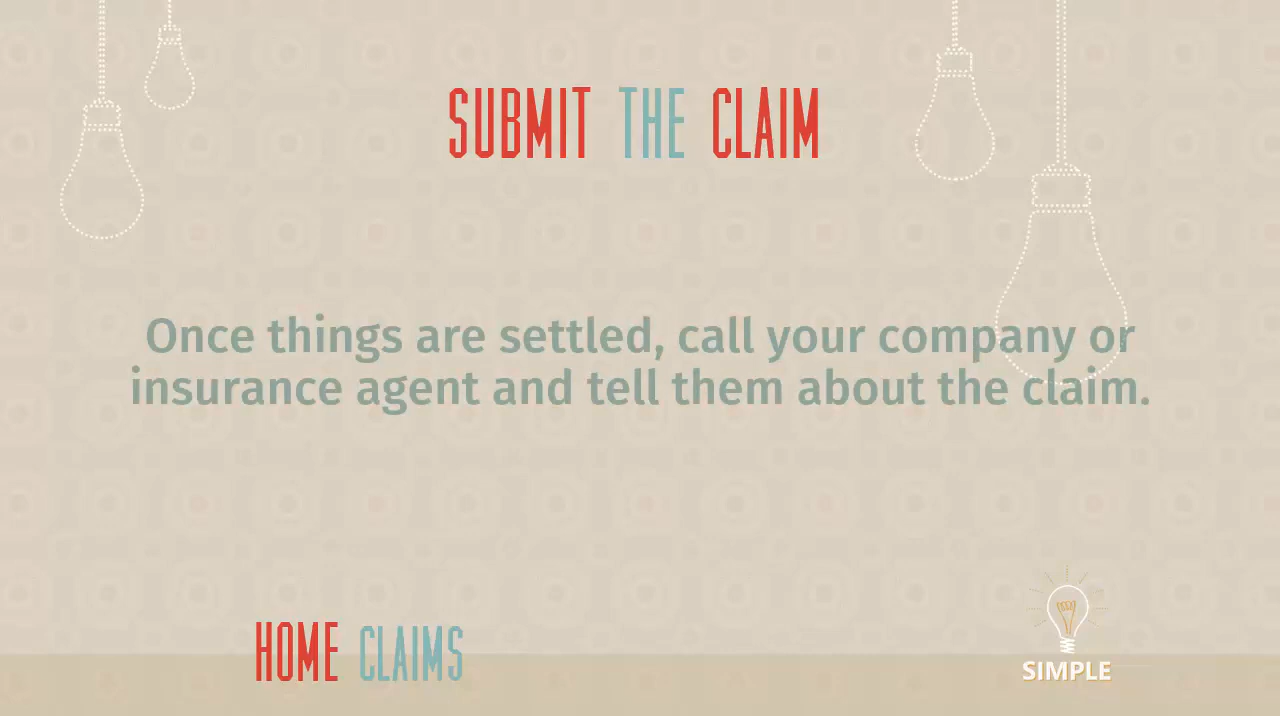 SUBMIT THE CLAIM
Once things are settled, call your company or
insurance agent and tell them about the claim.
HOME CLAIMS
SIMPLE